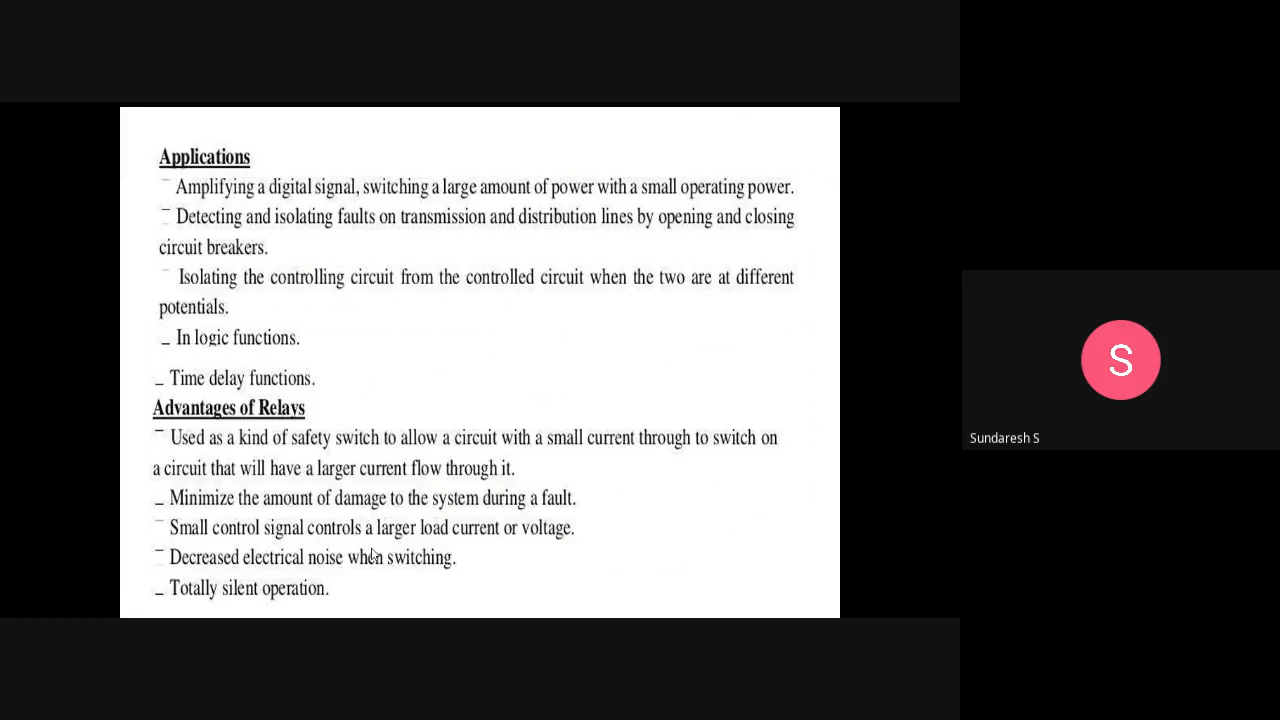 Applications
Amplifying a digital signal, switching a large amount of power with a small operating power.
Detecting and isolating faults on transmission and distribution lines by opening and closing
circuit breakers.
Isolating the controlling circuit from the controlled circuit when the two are at different
potentials.
In logic functions.
Time delay functions.
Advantages of Relays
Used as a kind of safety switch to allow a circuit with a small current through to switch on
a circuit that will have a larger current flow through it.
Minimize the amount of damage to the system during a fault.
Small control signal controls a larger load current or voltage.
Decreased electrical noise when switching.
Totally silent operation.
S
Sundaresh S